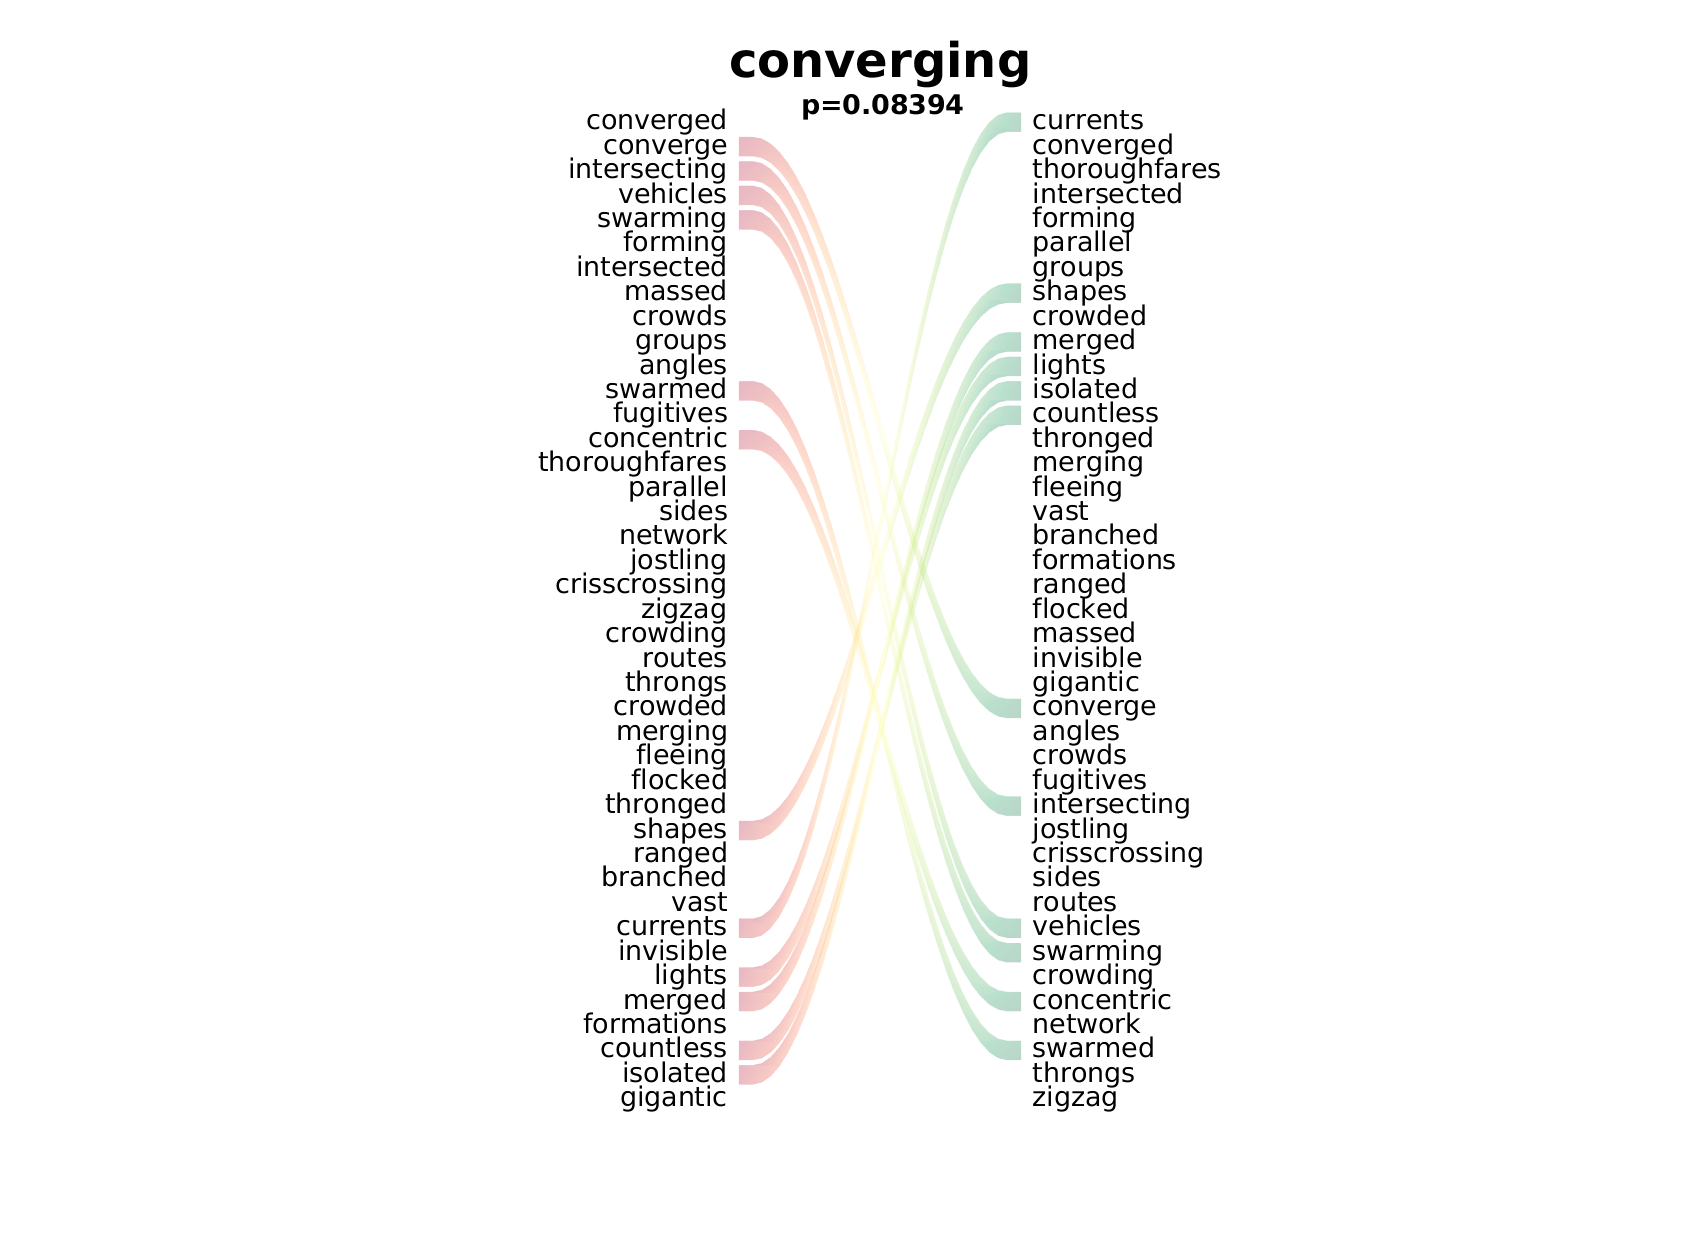 converging
p=0.08394
converged
converge
intersecting
vehicles
swarming
forming
intersected
massed
crowds
groups
angles
swarmed
fugitives
concentric
thoroughfares
parallel
sides
network
jostling
crisscrossing
zigzag
crowding
routes
throngs
crowded
merging
fleeing
flocked
thronged
shapes
ranged
branched
vast
currents
invisible
lights
merged
formations
countless
isolated
gigantic
currents
converged
thoroughfares
intersected
forming
parallel
groups
shapes
crowded
merged
lights
isolated
countless
thronged
merging
fleeing
vast
branched
formations
ranged
flocked
massed
invisible
gigantic
converge
angles
crowds
fugitives
intersecting
jostling
crisscrossing
sides
routes
vehicles
swarming
crowding
concentric
network
swarmed
throngs
zigzag